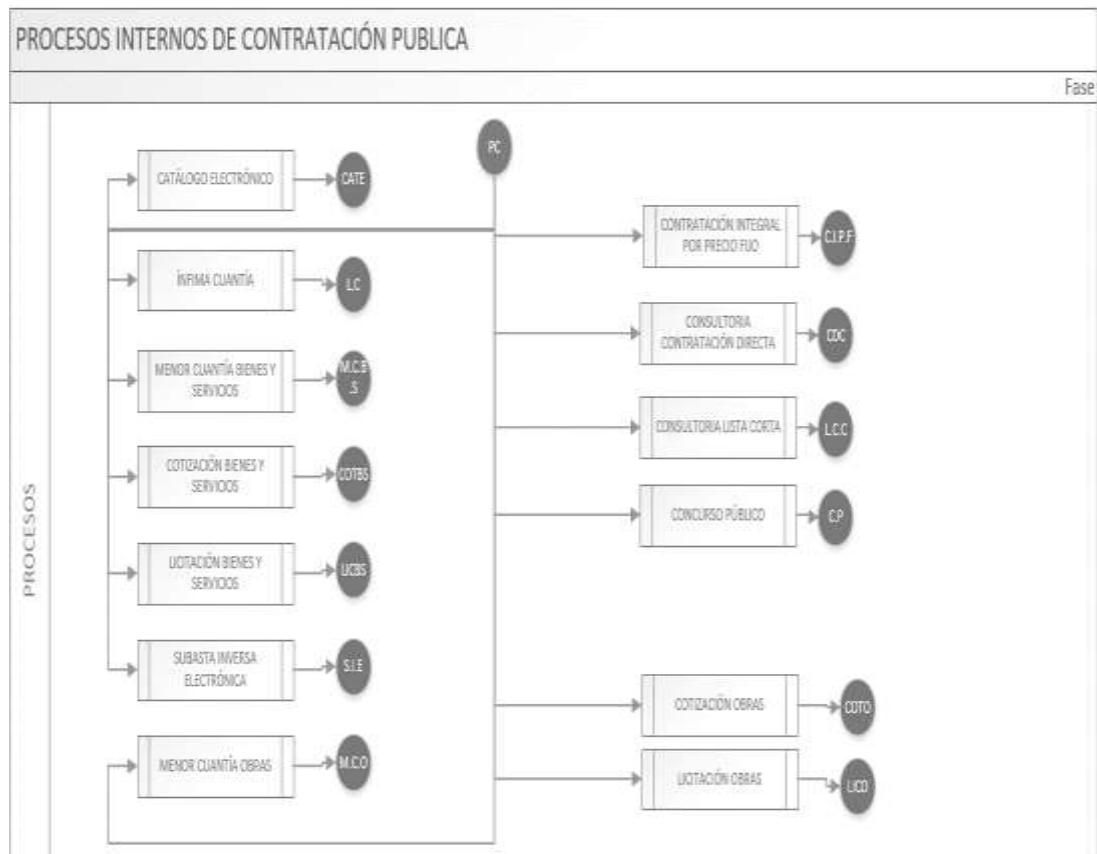 PROCESOS INTERNOS DE CONTRATACIÓN PUBLICA
Fase
PROCESOS
PC
CATÁLOGO ELECTRÓNICO
CATE
ÍNFIMA CUANTÍA
I.C
MENOR CUANTÍA BIENES Y
SERVICIOS
M.C.B
.S
COTIZACIÓN BIENES Y
SERVICIOS
COTBS
LICITACIÓN BIENES Y
SERVICIOS
LICBS
SUBASTA INVERSA
ELECTRÓNICA
S.I.E
MENOR CUANTÍA OBRAS
M.C.O
CONTRATACIÓN INTEGRAL
POR PRECIO FIJO
C.I.P.F
CONSULTORIA
CONTRATACIÓN DIRECTA
CDC
CONSULTORIA LISTA CORTA
L.C.C
CONCURSO PÚBLICO
C.P
COTIZACIÓN OBRAS
COTO
LICITACIÓN OBRAS
LICO